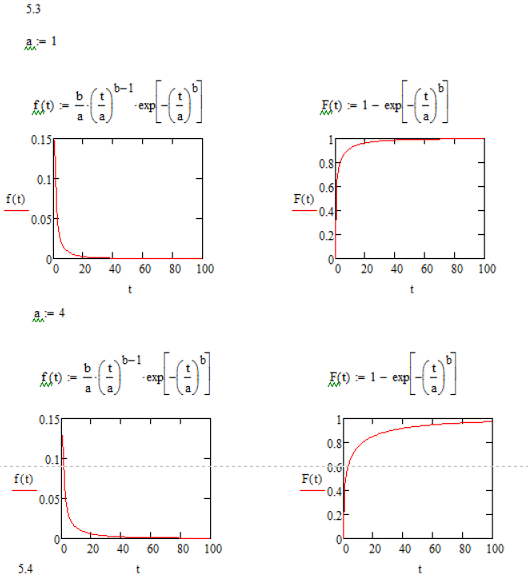 5.3
a := 1
f(t) := b/a · (t/a)^(b−1) · exp[−(t/a)^b]
F(t) := 1 − exp[−(t/a)^b]
0.15
0.1
f(t)
0.05
0
0 20 40 60 80 100
t
1
0.8
0.6
F(t)
0.4
0.2
0 20 40 60 80 100
t
a := 4
f(t) := b/a · (t/a)^(b−1) · exp[−(t/a)^b]
F(t) := 1 − exp[−(t/a)^b]
0.15
0.1
f(t)
0.05
0
0 20 40 60 80 100
t
1
0.8
0.6
F(t)
0.4
0.2
0
0 20 40 60 80 100
t
5.4